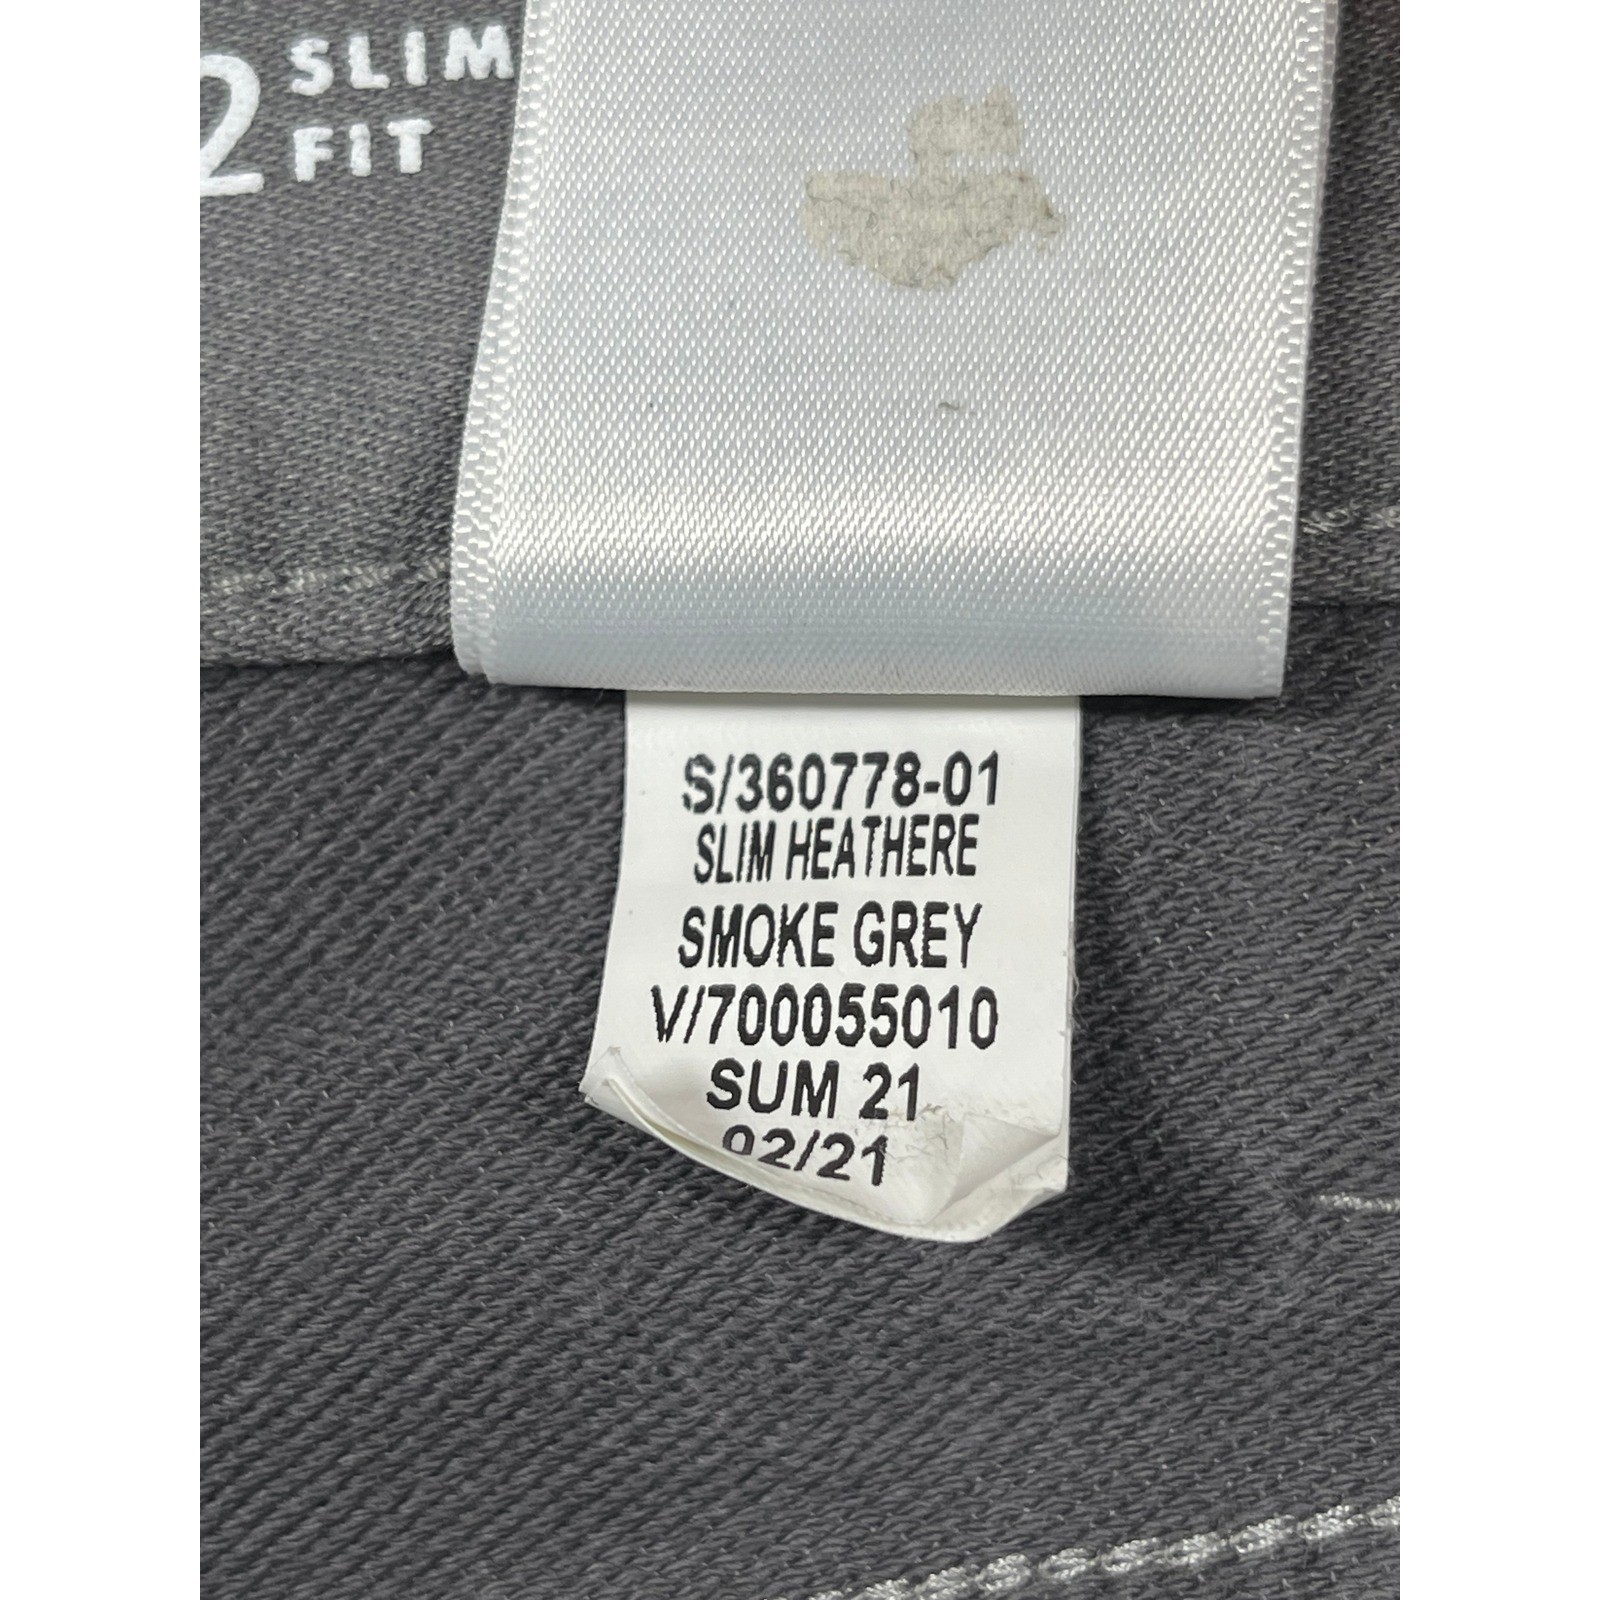 2 SLIM
FIT
S/360778-01
SLIM HEATHERE
SMOKE GREY
V/700055010
SUM 21
02/21